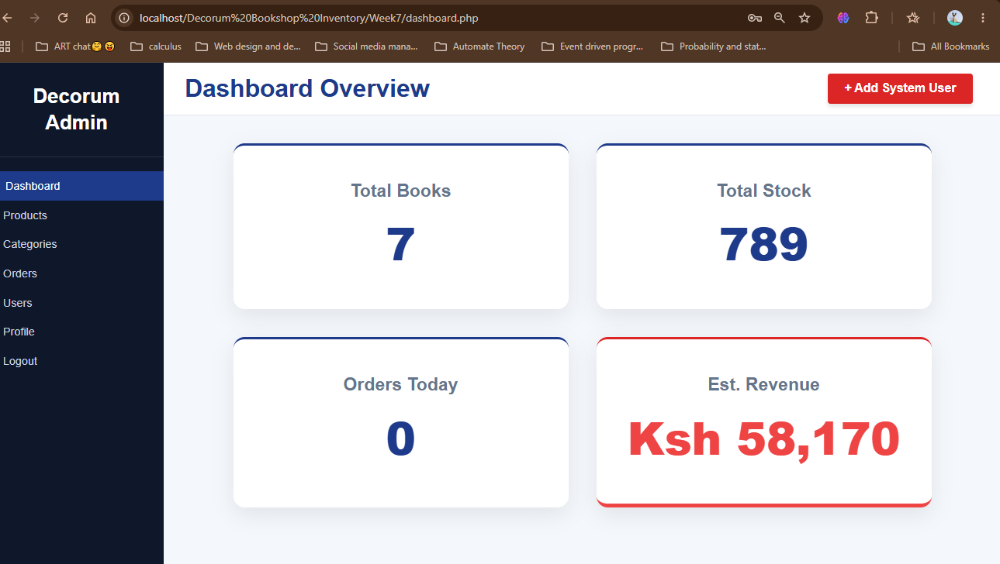 localhost/Decorum%20Bookshop%20Inventory/Week7/dashboard.php
ART chat🤗😝 calculus Web design and de... Social media mana... Automate Theory Event driven progr... Probability and stat... All Bookmarks
Decorum
Admin
Dashboard Overview
+ Add System User
Dashboard
Products
Categories
Orders
Users
Profile
Logout
Total Books
7
Total Stock
789
Orders Today
0
Est. Revenue
Ksh 58,170